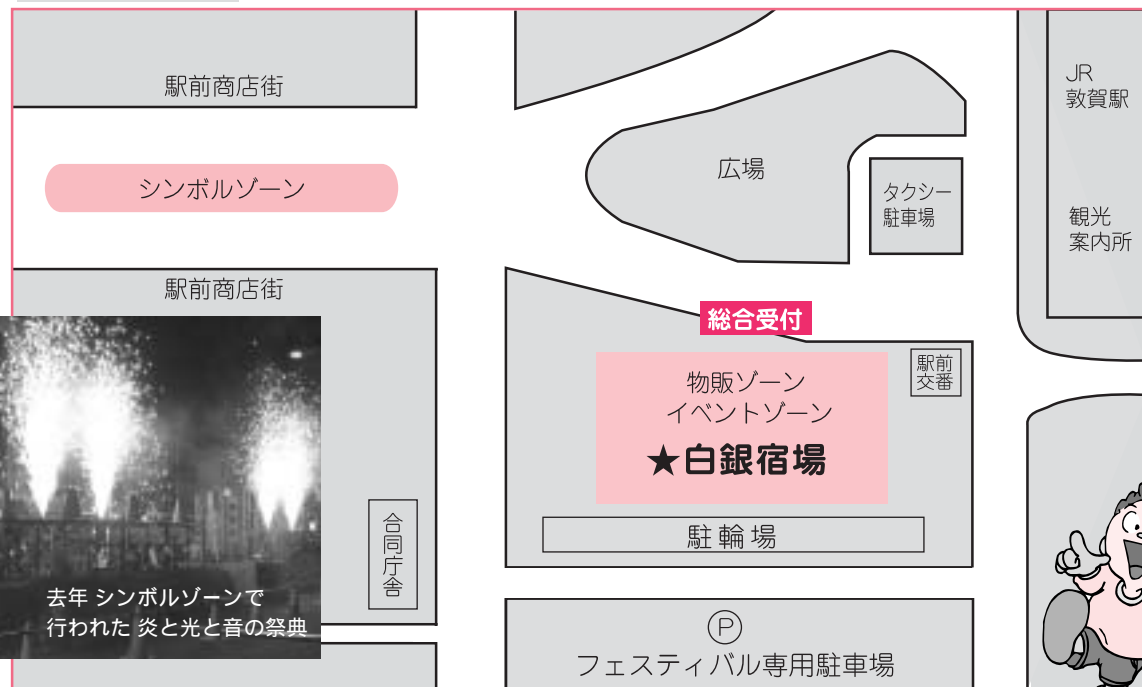 駅前商店街
JR
敦賀駅
シンボルゾーン
広場
タクシー
駐車場
観光
案内所
駅前商店街
総合受付
駅前
交番
物販ゾーン
イベントゾーン
★白銀宿場
合同庁舎
駐輪場
去年 シンボルゾーンで
行われた 炎と光と音の祭典
P
フェスティバル専用駐車場